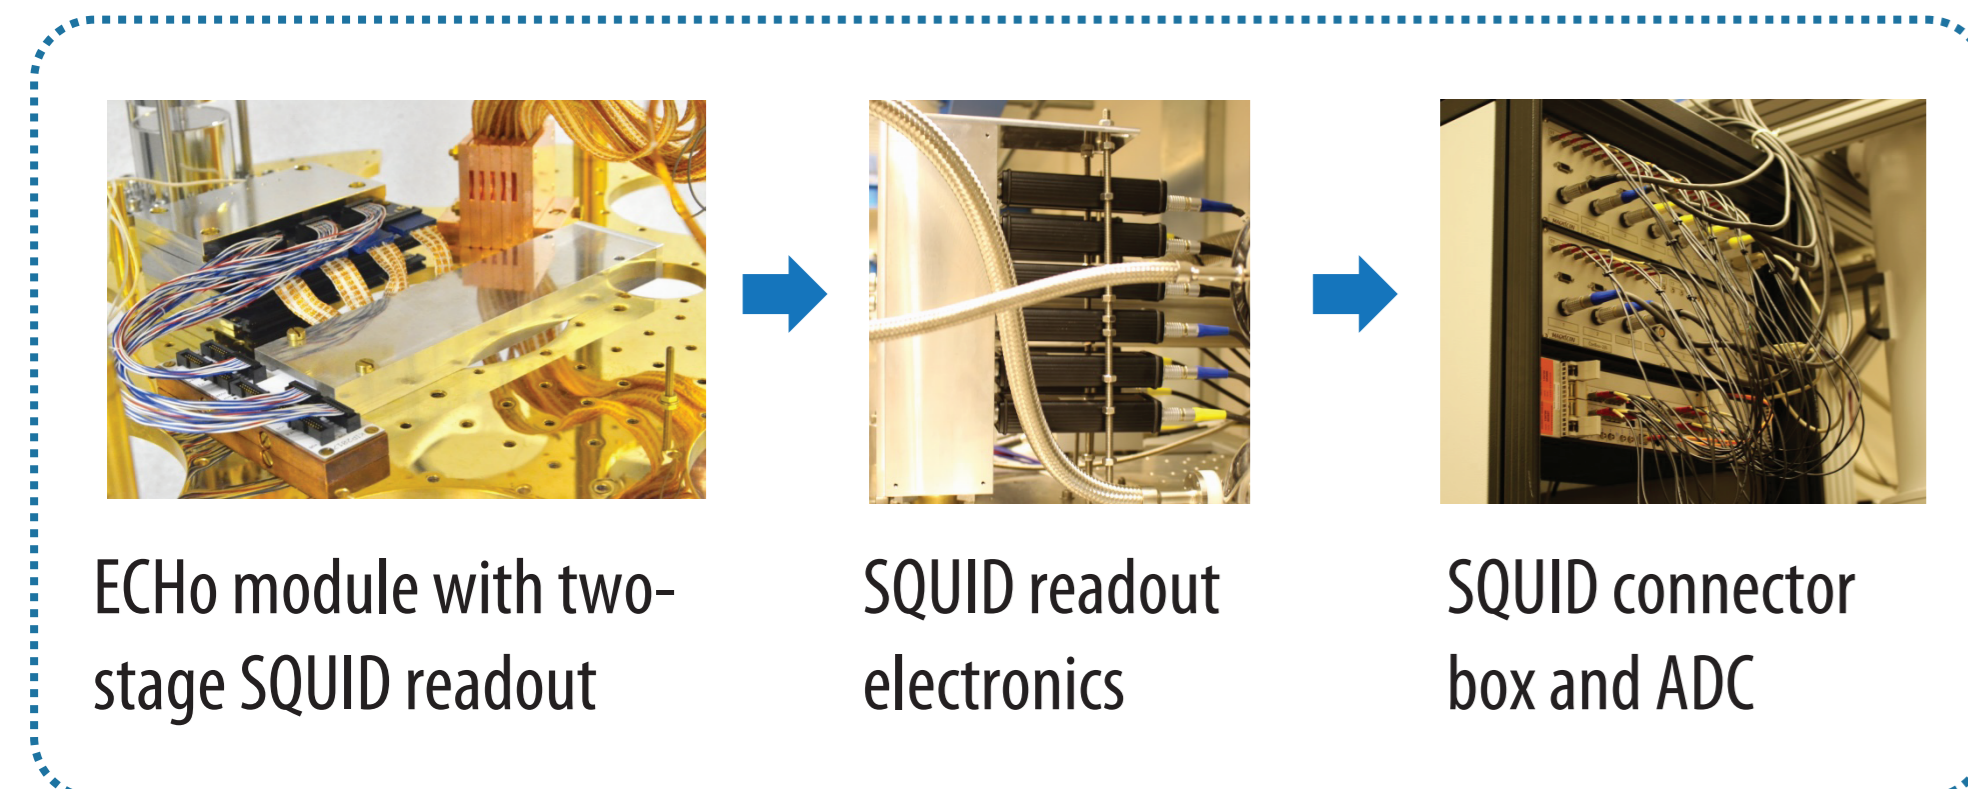 ECHo module with two-
stage SQUID readout
SQUID readout
electronics
SQUID connector
box and ADC